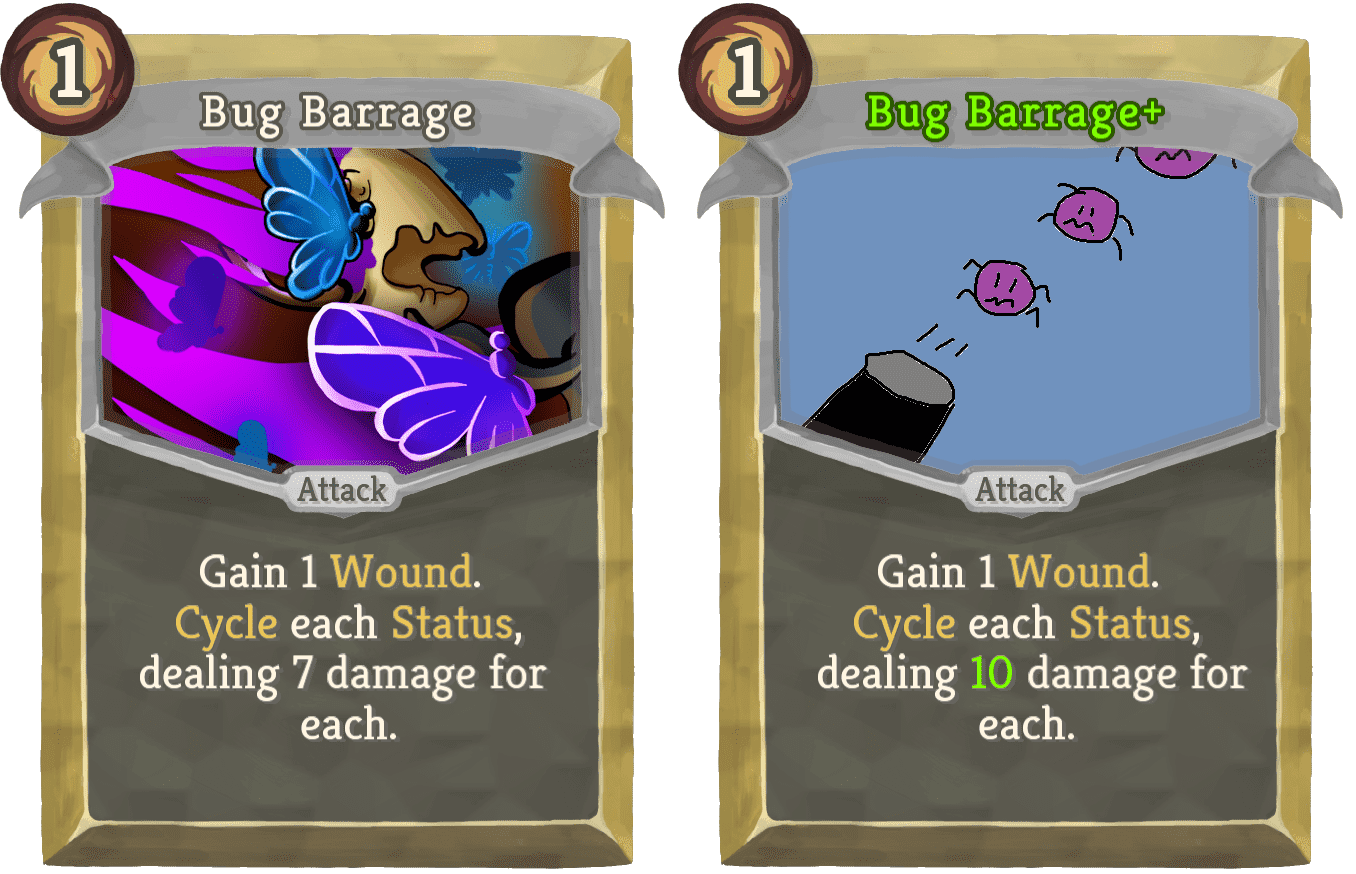 1
Bug Barrage
Attack
Gain 1 Wound.
Cycle each Status,
dealing 7 damage for
each.
1
Bug Barrage+
Attack
Gain 1 Wound.
Cycle each Status,
dealing 10 damage for
each.